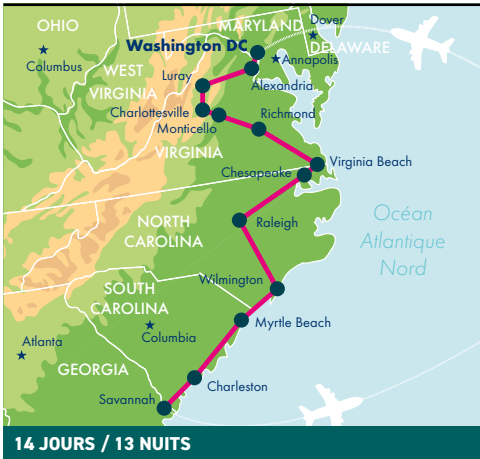 OHIO
MARYLAND
Dover
Washington DC
DELAWARE
Columbus
Annapolis
WEST
VIRGINIA
Luray
Alexandria
Charlottesville
Richmond
Monticello
VIRGINIA
Virginia Beach
Chesapeake
NORTH
CAROLINA
Raleigh
Océan
Atlantique
Nord
Wilmington
SOUTH
CAROLINA
Myrtle Beach
Atlanta
Columbia
GEORGIA
Charleston
Savannah
14 JOURS / 13 NUITS